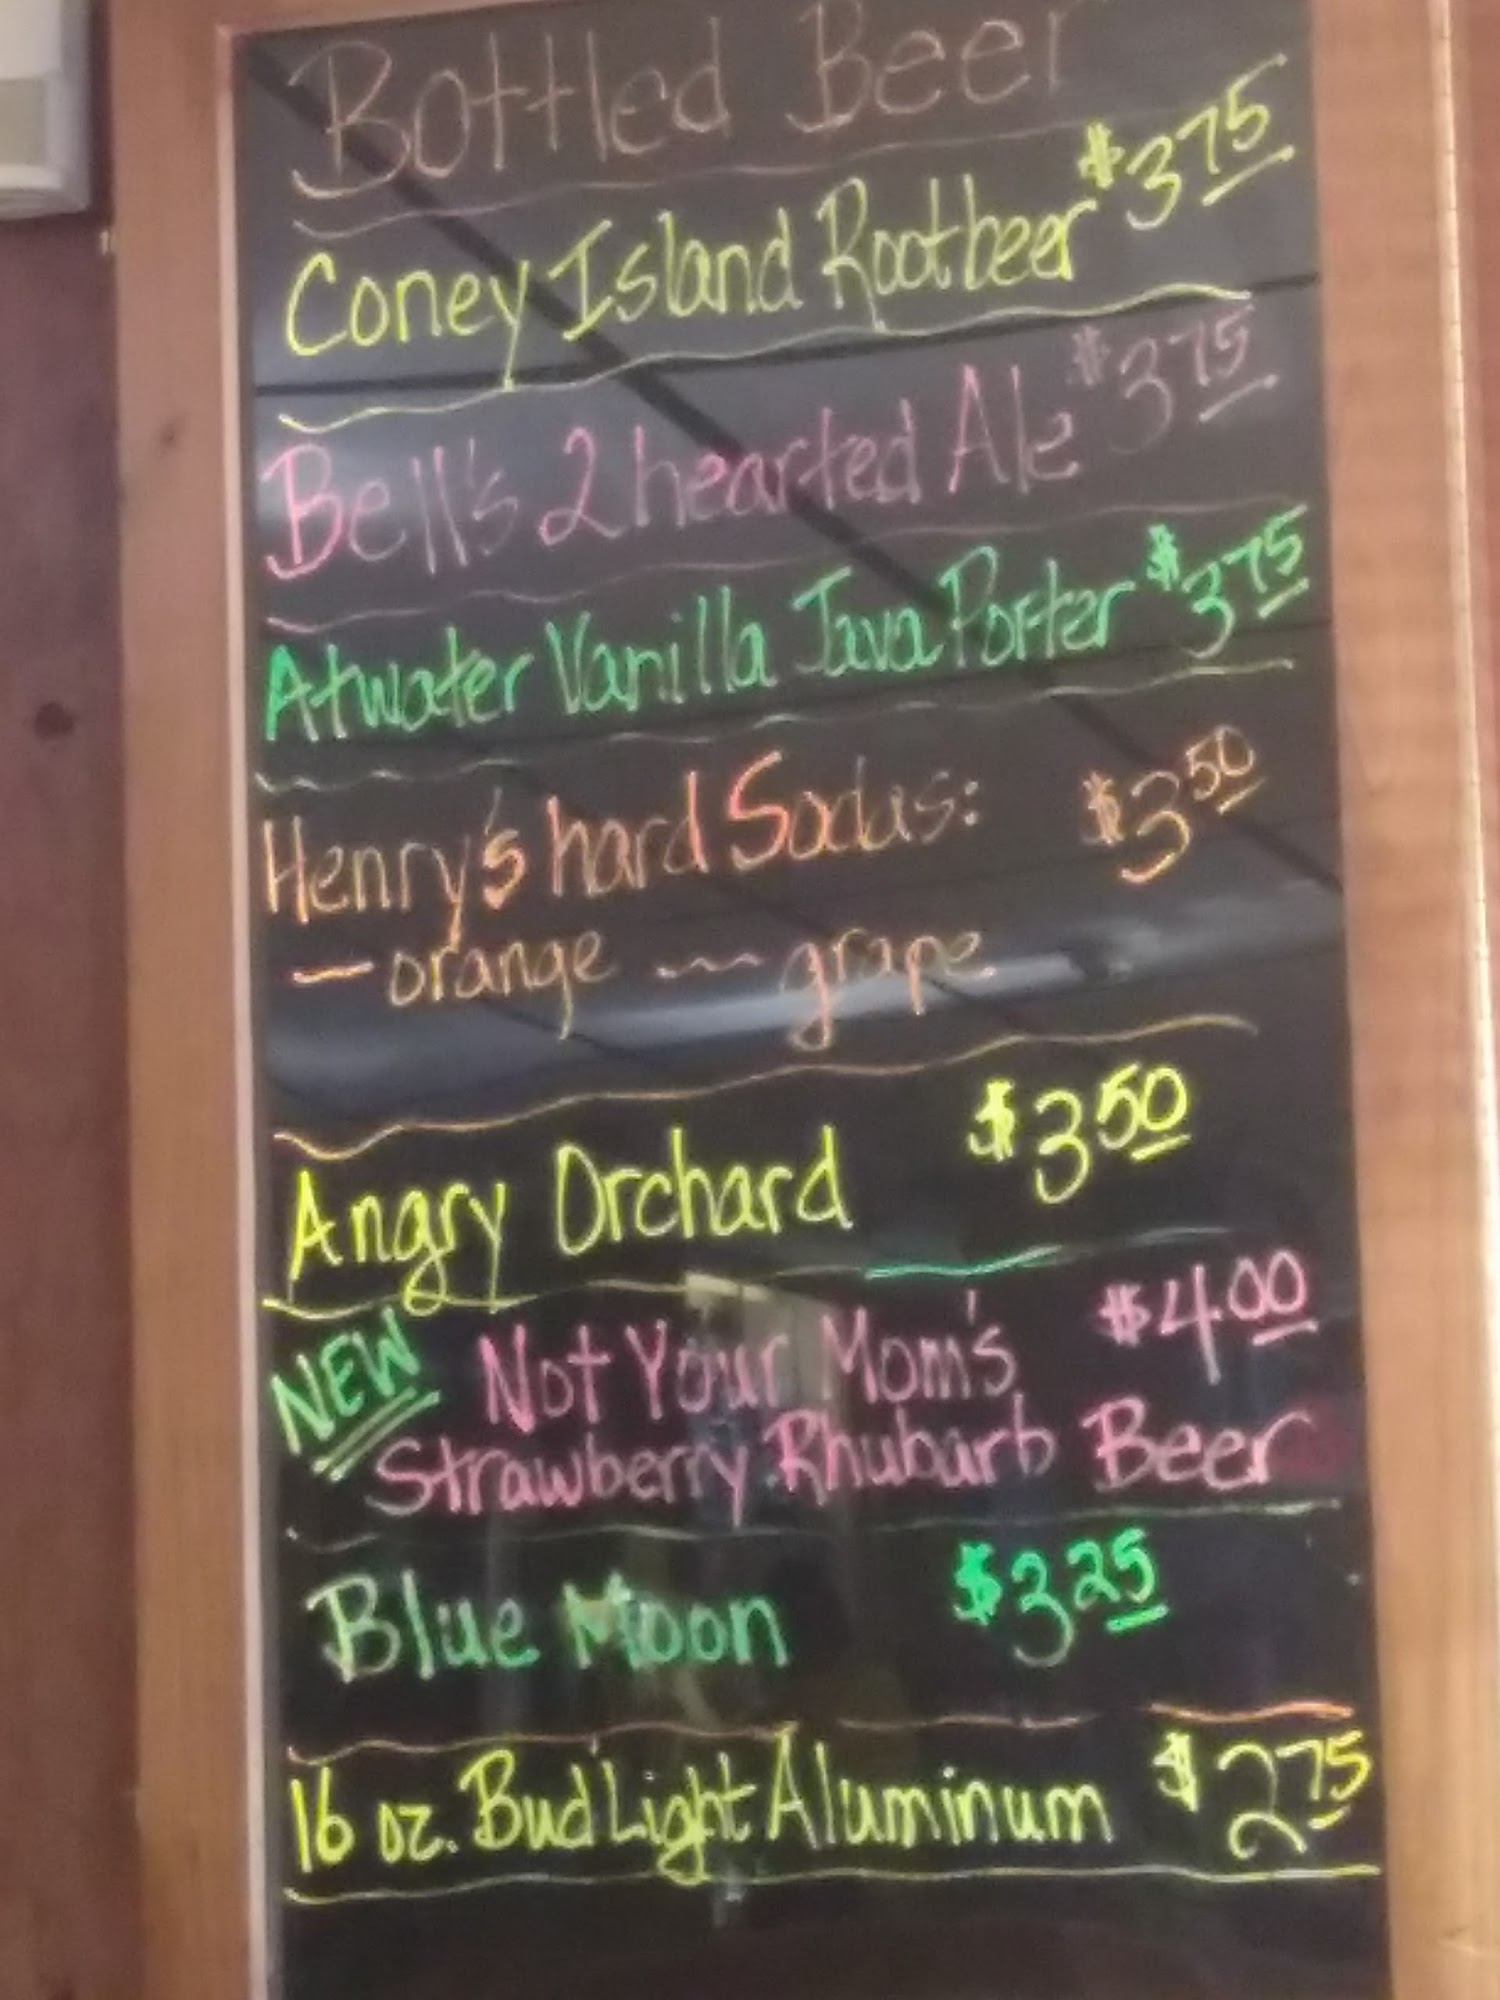 Bottled Beer
Coney Island Rootbeer $3 75
Bell's 2 hearted Ale $3 75
Atwater Vanilla Java Porter $3 75
Henry's hard Sodas: $3 50
- orange - grape
Angry Orchard $3 50
NEW Not Your Mom's $4.00
Strawberry Rhubarb Beer
Blue Moon $3 25
16 oz. Bud Light Aluminum $2 75